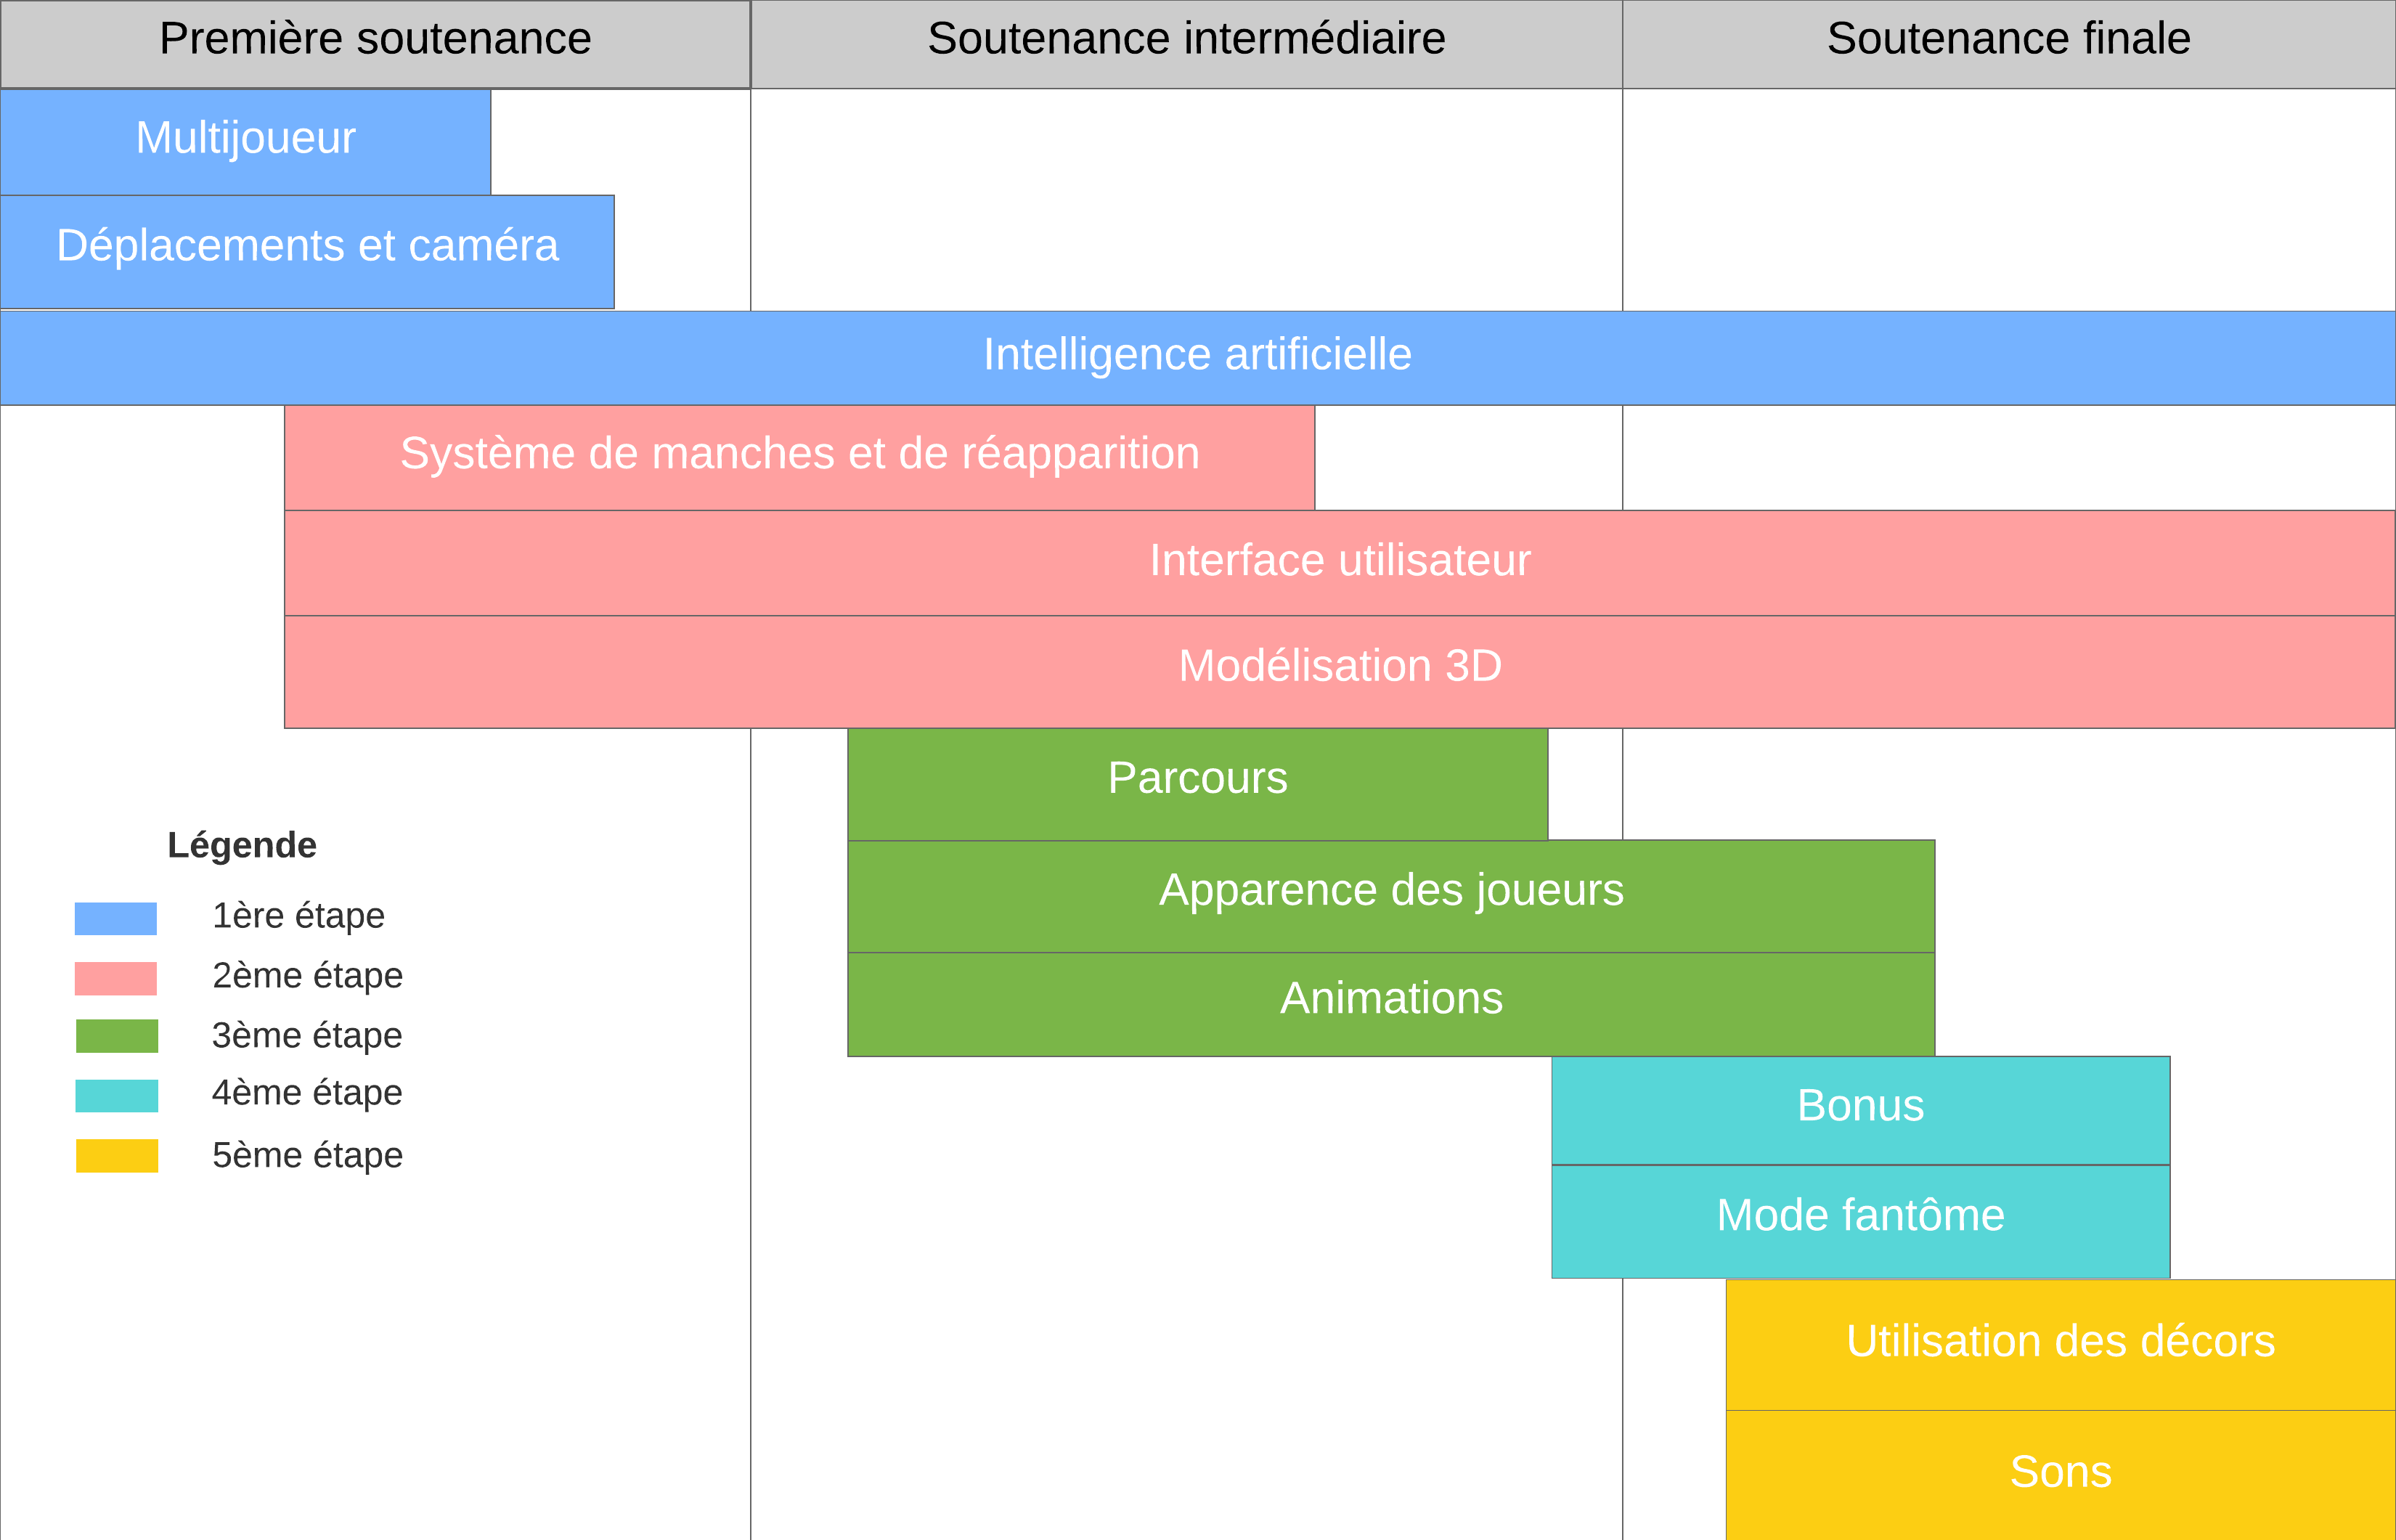 Première soutenance
Soutenance intermédiaire
Soutenance finale
Multijoueur
Déplacements et caméra
Intelligence artificielle
Système de manches et de réapparition
Interface utilisateur
Modélisation 3D
Parcours
Apparence des joueurs
Animations
Bonus
Mode fantôme
Utilisation des décors
Sons
Légende
1ère étape
2ème étape
3ème étape
4ème étape
5ème étape